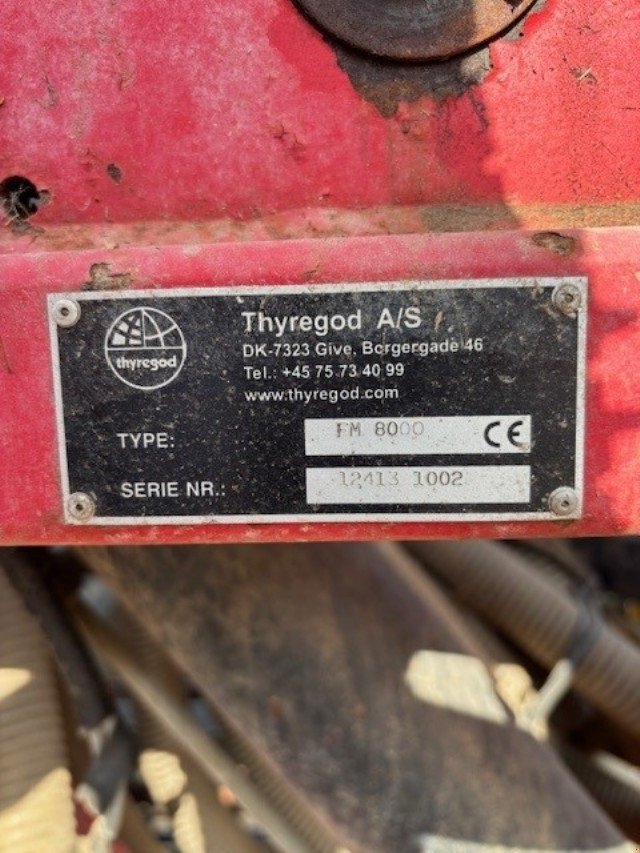 thyregod
Thyregod A/S
DK-7323 Give, Borgergade 46
Tel.: +45 75 73 40 99
www.thyregod.com
TYPE: FM 8000 CE
SERIE NR.: 12413 1002